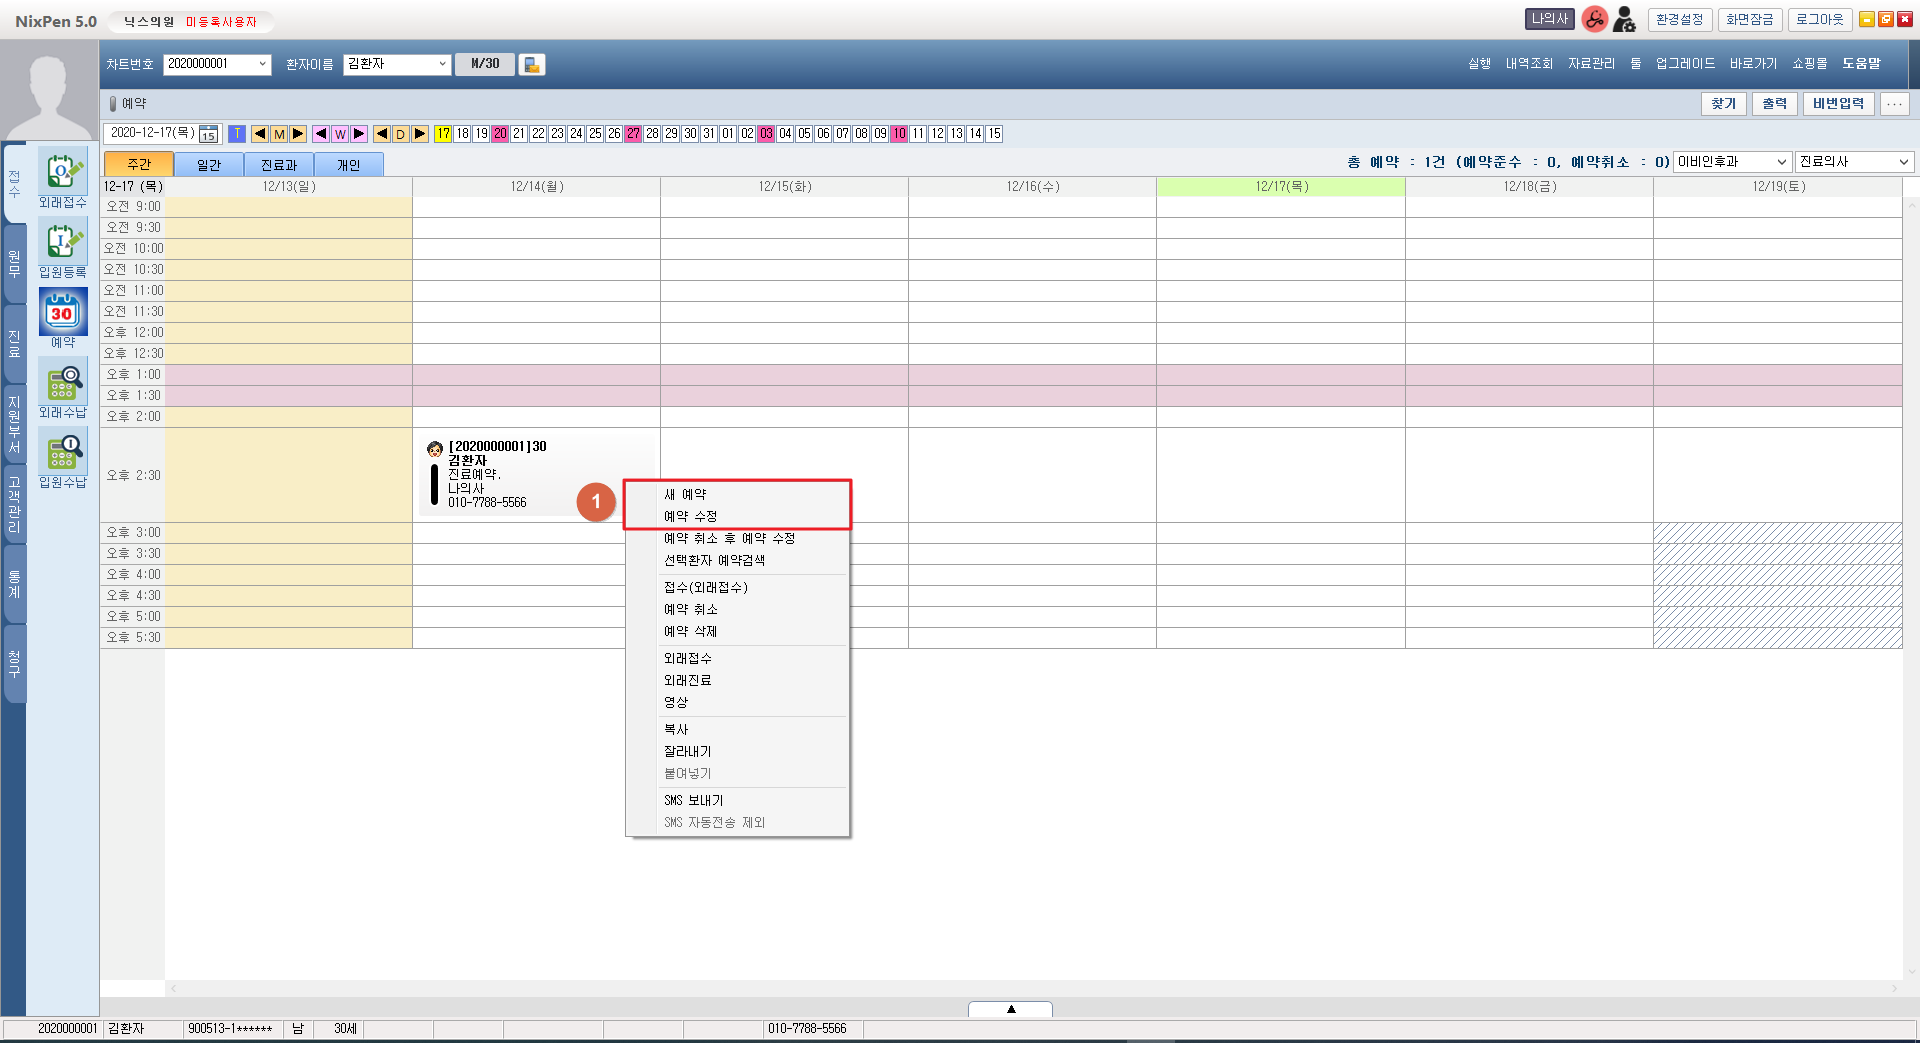 NixPen 5.0 닉스의원 미등록사용자 나의사 환경설정 화면잠금 로그아웃
차트번호 2020000001 환자이름 김환자 M/30 실행 내역조회 자료관리 툴 업그레이드 바로가기 쇼핑몰 도움말
예약 찾기 출력 비변입력 ...
2020-12-17(목) 15 T ◀ M ▶ ◀ W ▶ ◀ D ▶ 17 18 19 20 21 22 23 24 25 26 27 28 29 30 31 01 02 03 04 05 06 07 08 09 10 11 12 13 14 15
주간 일간 진료과 개인 총 예약 : 1건 (예약준수 : 0, 예약취소 : 0) 이비인후과 진료의사
12-17 (목) 12/13(일) 12/14(월) 12/15(화) 12/16(수) 12/17(목) 12/18(금) 12/19(토)
오전 9:00
오전 9:30
오전 10:00
오전 10:30
오전 11:00
오전 11:30
오후 12:00
오후 12:30
오후 1:00
오후 1:30
오후 2:00
오후 2:30
오후 3:00
오후 3:30
오후 4:00
오후 4:30
오후 5:00
오후 5:30
[2020000001]30
김환자
진료예약.
나의사
010-7788-5566
1
새 예약
예약 수정
예약 취소 후 예약 수정
선택환자 예약검색
접수(외래접수)
예약 취소
예약 삭제
외래접수
외래진료
영상
복사
잘라내기
붙여넣기
SMS 보내기
SMS 자동전송 제외
접수
원무
진료
지원부서
고객관리
통계
청구
외래접수
입원등록
30
예약
외래수납
입원수납
▲
2020000001 김환자 900513-1****** 남 30세 010-7788-5566